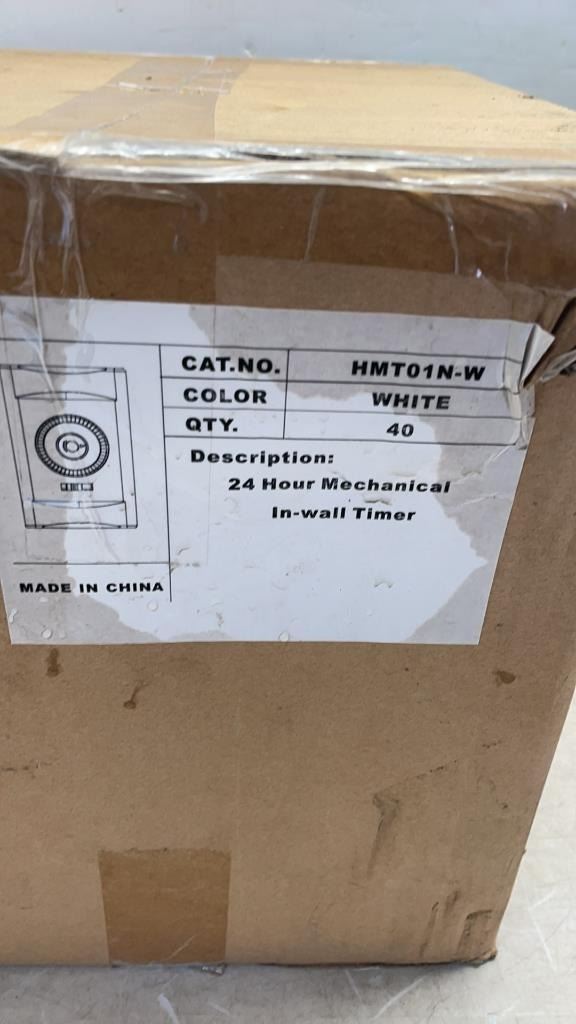 CAT.NO. HMT01N-W
COLOR WHITE
QTY. 40
Description:
24 Hour Mechanical
In-wall Timer
MADE IN CHINA